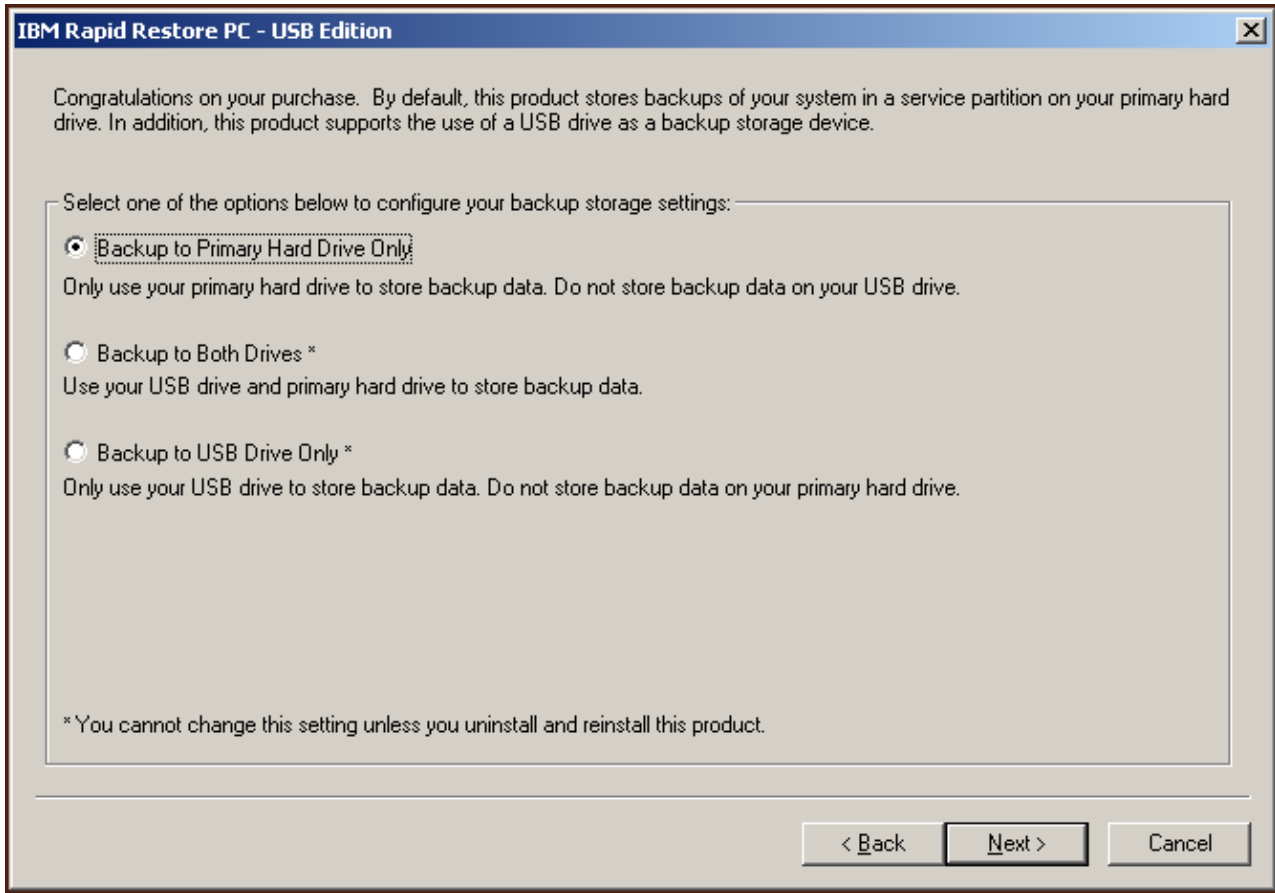 IBM Rapid Restore PC - USB Edition
Congratulations on your purchase.  By default, this product stores backups of your system in a service partition on your primary hard
drive. In addition, this product supports the use of a USB drive as a backup storage device.
Select one of the options below to configure your backup storage settings:
Backup to Primary Hard Drive Only
Only use your primary hard drive to store backup data. Do not store backup data on your USB drive.
Backup to Both Drives *
Use your USB drive and primary hard drive to store backup data.
Backup to USB Drive Only *
Only use your USB drive to store backup data. Do not store backup data on your primary hard drive.
* You cannot change this setting unless you uninstall and reinstall this product.
< Back Next > Cancel